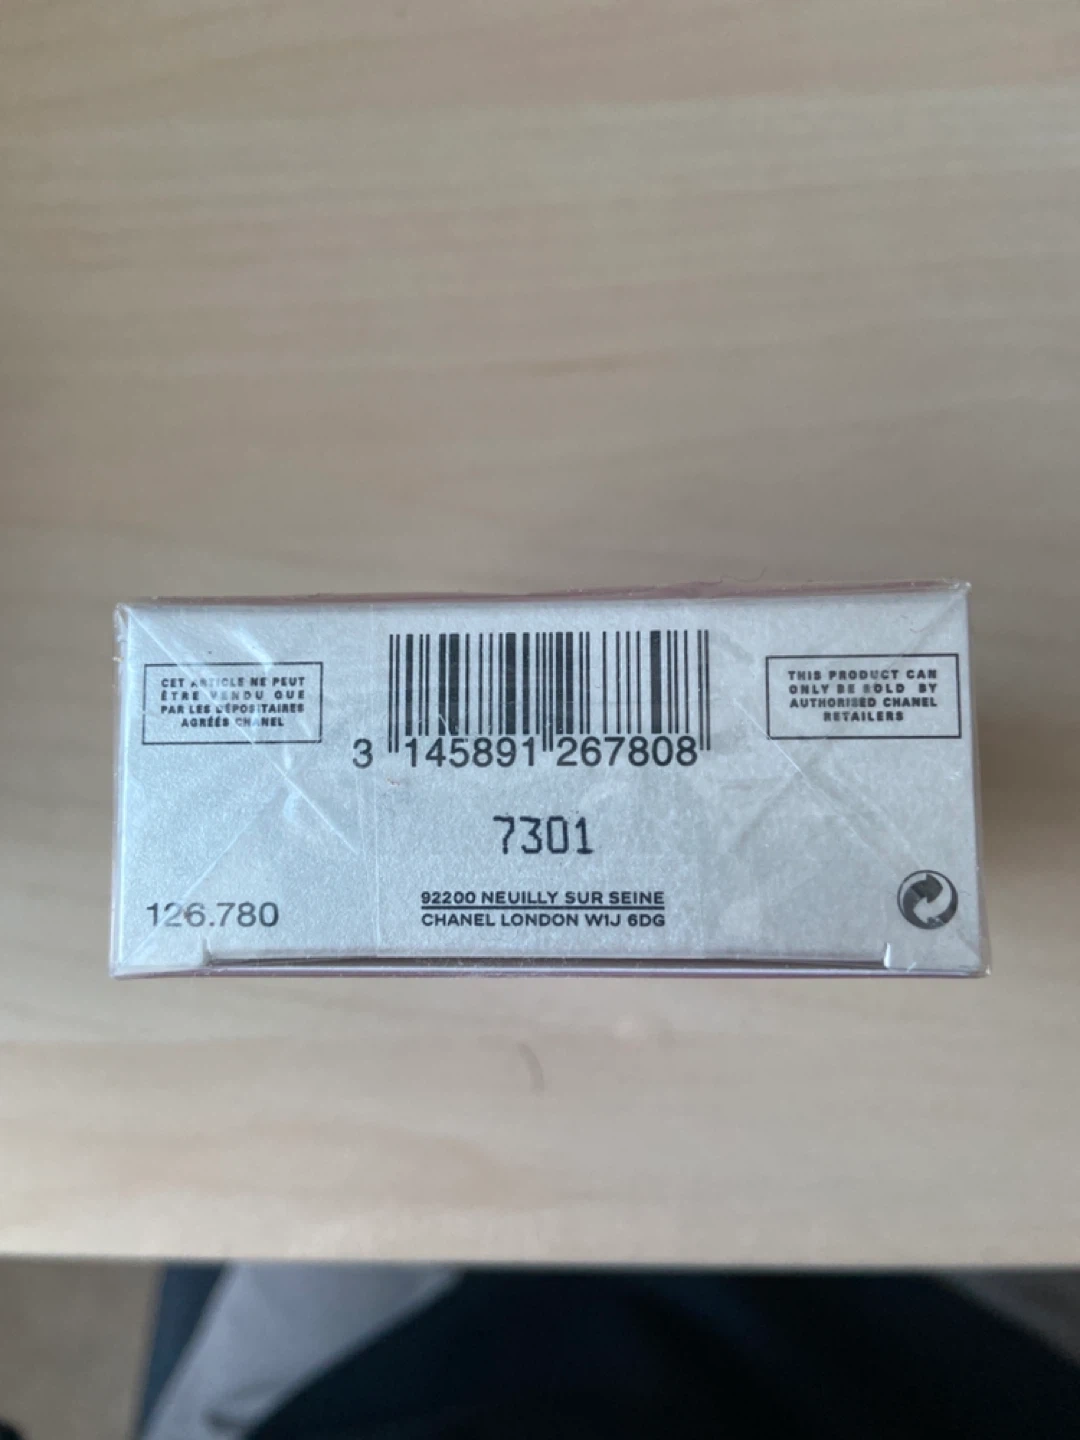 CET ARTICLE NE PEUT
ÊTRE VENDU QUE
PAR LES DÉPOSITAIRES
AGRÉÉS CHANEL
3 145891 267808
THIS PRODUCT CAN
ONLY BE SOLD BY
AUTHORISED CHANEL
RETAILERS
7301
126.780
92200 NEUILLY SUR SEINE
CHANEL LONDON W1J 6DG